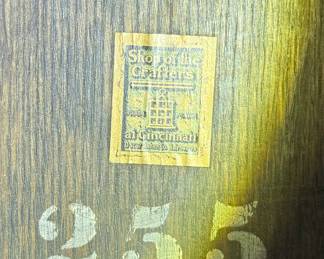 Shop of the
Crafters
at Cincinnati
255